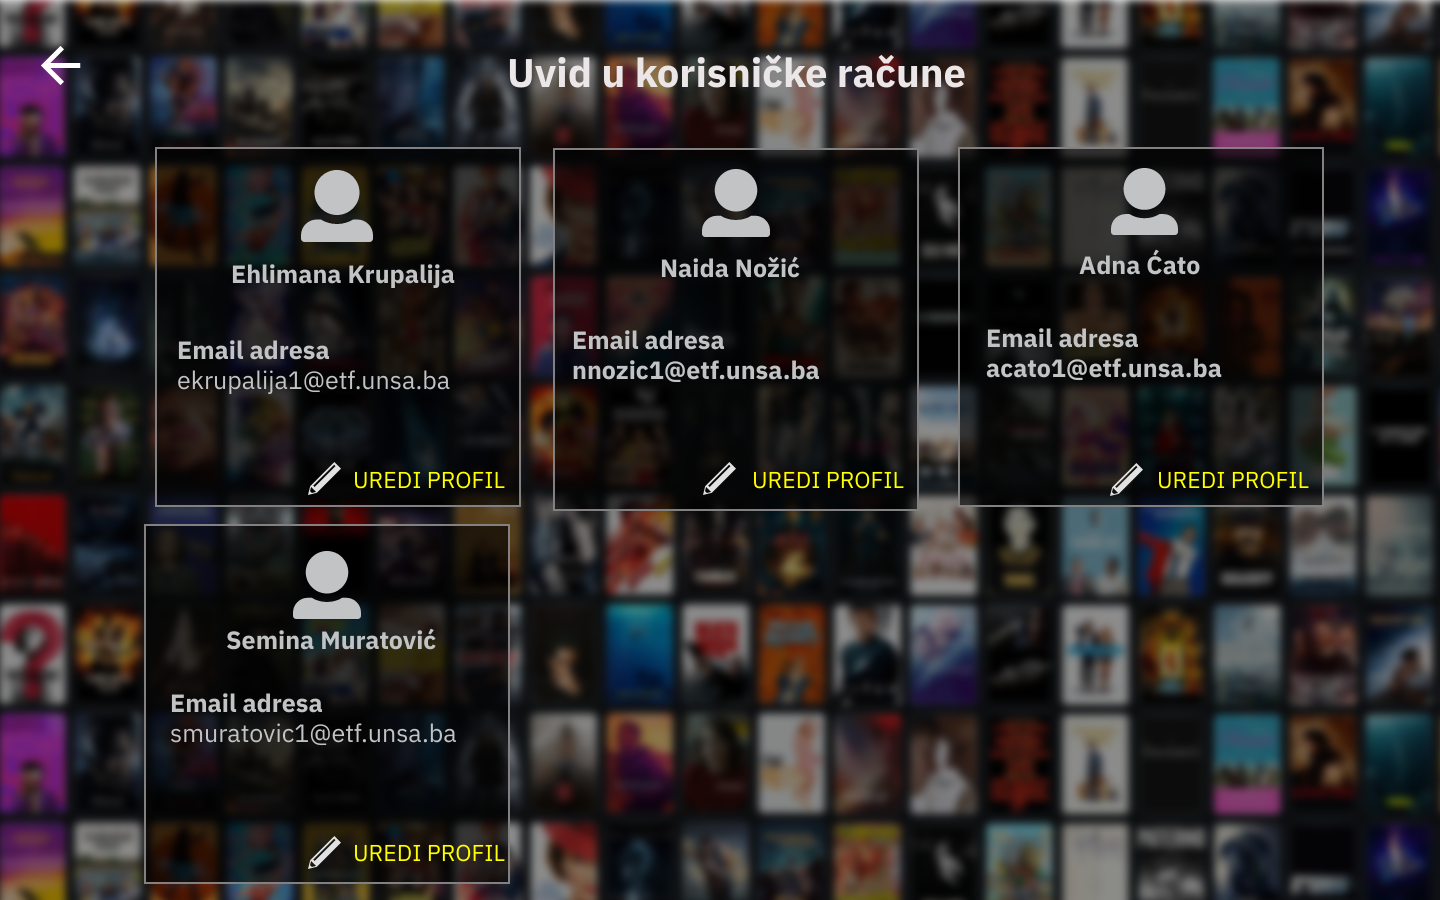 Uvid u korisničke račune
Ehlimana Krupalija
Email adresa
ekrupalija1@etf.unsa.ba
UREDI PROFIL
Naida Nožić
Email adresa
nnozic1@etf.unsa.ba
UREDI PROFIL
Adna Ćato
Email adresa
acato1@etf.unsa.ba
UREDI PROFIL
Semina Muratović
Email adresa
smuratovic1@etf.unsa.ba
UREDI PROFIL